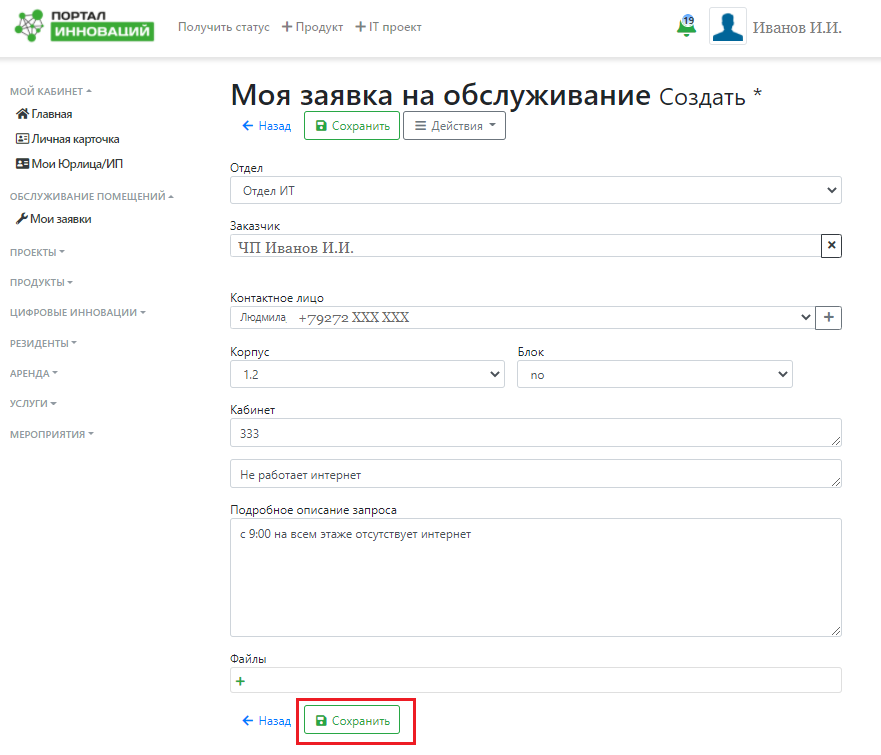 ПОРТАЛ
ИННОВАЦИЙ
Получить статус + Продукт + IT проект
19
Иванов И.И.
МОЙ КАБИНЕТ
Главная
Личная карточка
Мои Юрлица/ИП
ОБСЛУЖИВАНИЕ ПОМЕЩЕНИЙ
Мои заявки
ПРОЕКТЫ
ПРОДУКТЫ
ЦИФРОВЫЕ ИННОВАЦИИ
РЕЗИДЕНТЫ
АРЕНДА
УСЛУГИ
МЕРОПРИЯТИЯ
Моя заявка на обслуживание Создать *
← Назад Сохранить Действия
Отдел
Отдел ИТ
Заказчик
ЧП Иванов И.И.
×
Контактное лицо
Людмила +79272 XXX XXX
+
Корпус Блок
1.2 no
Кабинет
333
Не работает интернет
Подробное описание запроса
с 9:00 на всем этаже отсутствует интернет
Файлы
+
← Назад Сохранить